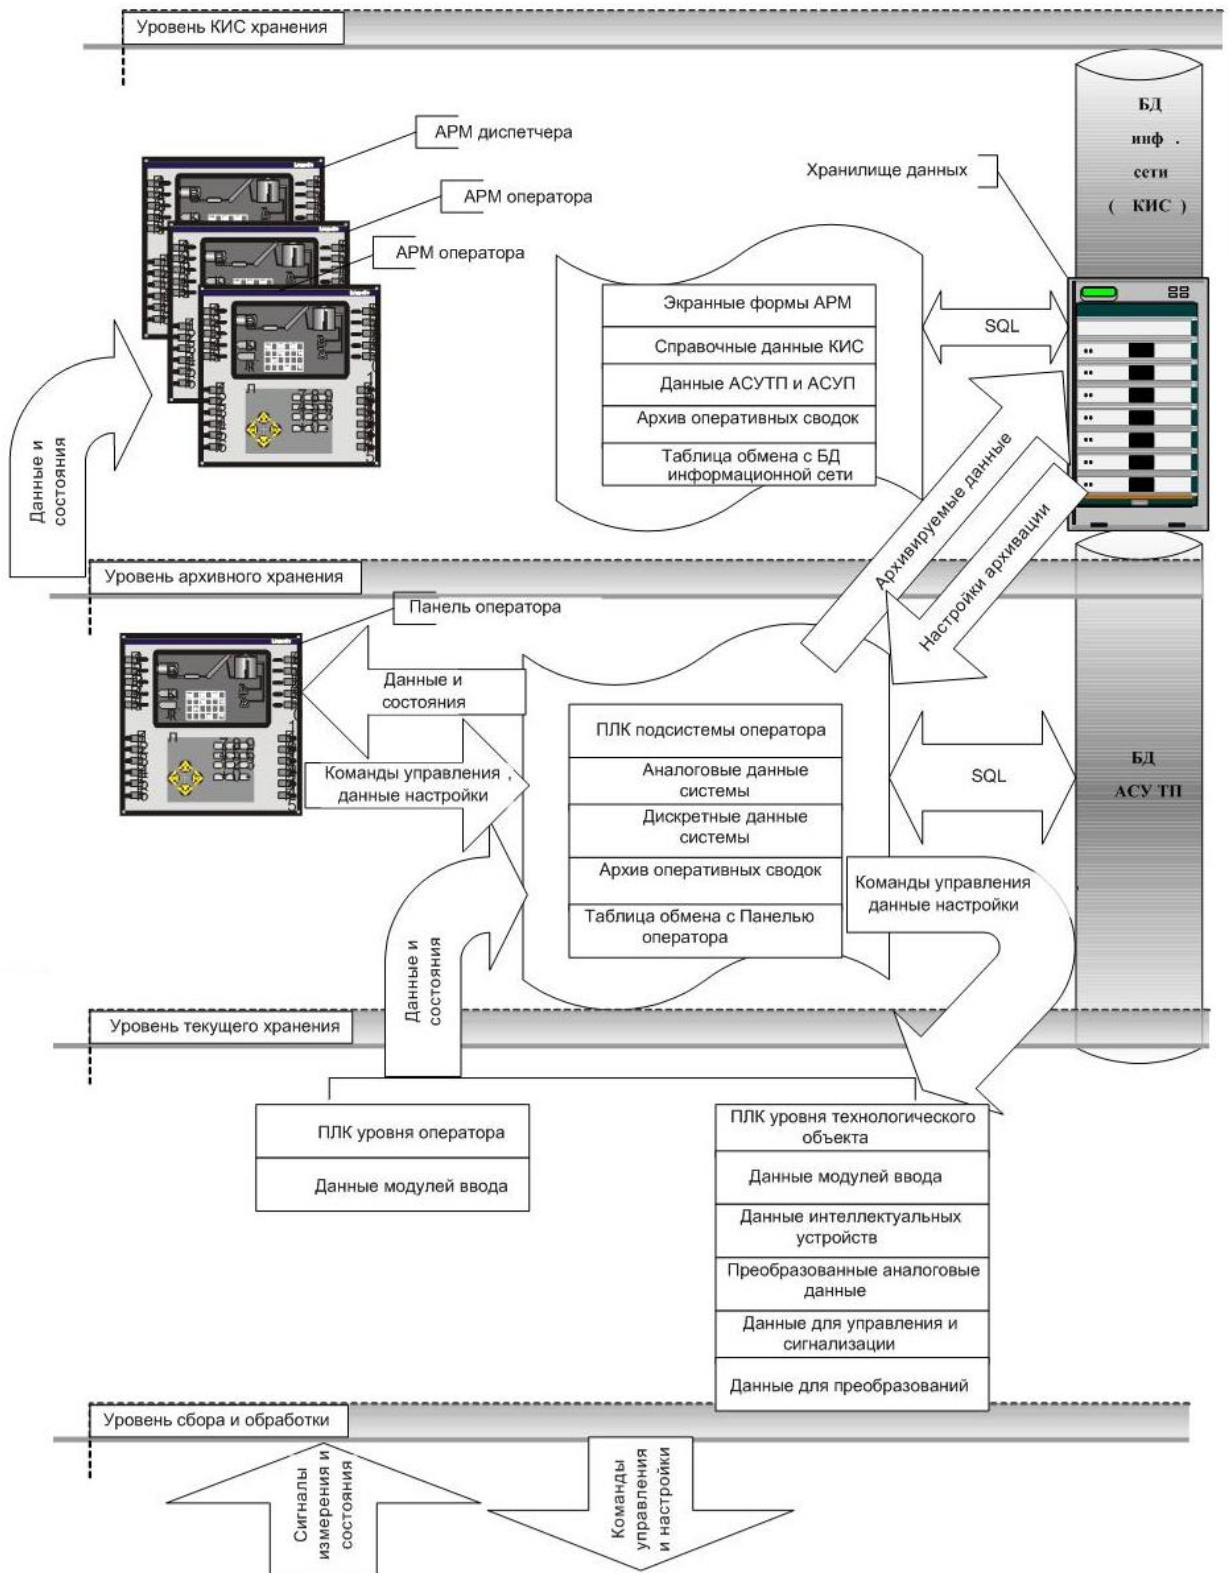 Уровень КИС хранения
БД
инф .
сети
( КИС )
АРМ диспетчера
Хранилище данных
АРМ оператора
АРМ оператора
Экранные формы АРМ
Справочные данные КИС
Данные АСУТП и АСУП
Архив оперативных сводок
Таблица обмена с БД
информационной сети
SQL
Данные и
состояния
Архивируемые данные
Настройки архивации
Уровень архивного хранения
Панель оператора
Данные и
состояния
Команды управления ,
данные настройки
ПЛК подсистемы оператора
Аналоговые данные
системы
Дискретные данные
системы
Архив оперативных сводок
Таблица обмена с Панелью
оператора
SQL
БД
АСУ ТП
Команды управления
данные настройки
Данные и
состояния
Уровень текущего хранения
ПЛК уровня оператора
Данные модулей ввода
ПЛК уровня технологического
объекта
Данные модулей ввода
Данные интеллектуальных
устройств
Преобразованные аналоговые
данные
Данные для управления и
сигнализации
Данные для преобразований
Уровень сбора и обработки
Сигналы
измерения и
состояния
Команды
управления
и настройки